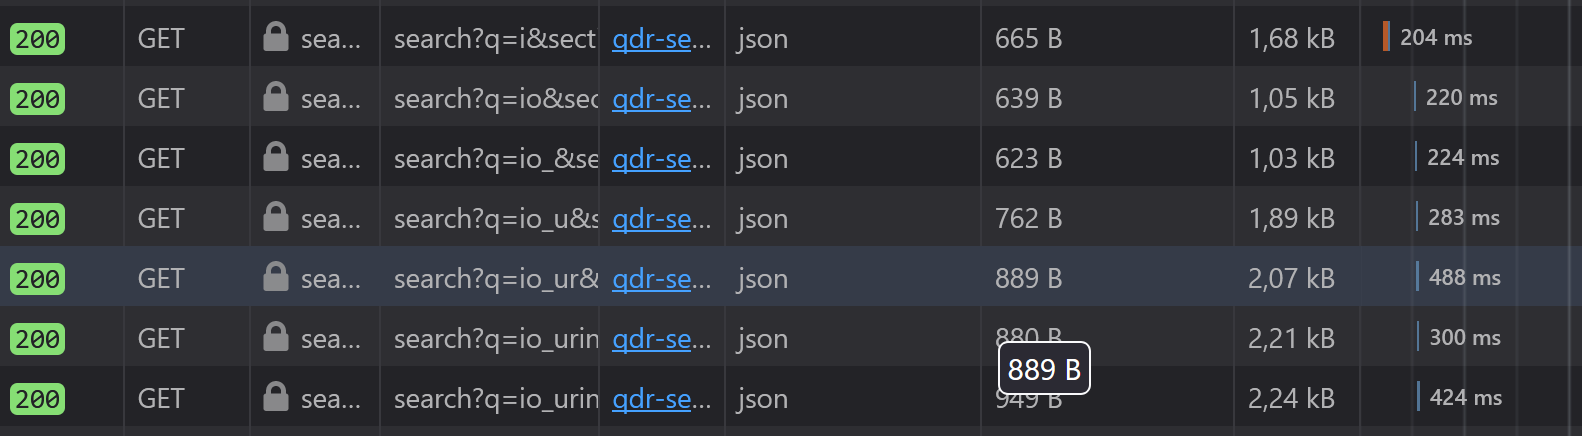 200 GET sea... search?q=i&sect qdr-se... json 665 B 1,68 kB 204 ms
200 GET sea... search?q=io&sec qdr-se... json 639 B 1,05 kB 220 ms
200 GET sea... search?q=io_&se qdr-se... json 623 B 1,03 kB 224 ms
200 GET sea... search?q=io_u&s qdr-se... json 762 B 1,89 kB 283 ms
200 GET sea... search?q=io_ur& qdr-se... json 889 B 2,07 kB 488 ms
200 GET sea... search?q=io_urin qdr-se... json 880 B 2,21 kB 300 ms
889 B
200 GET sea... search?q=io_urin qdr-se... json 949 B 2,24 kB 424 ms